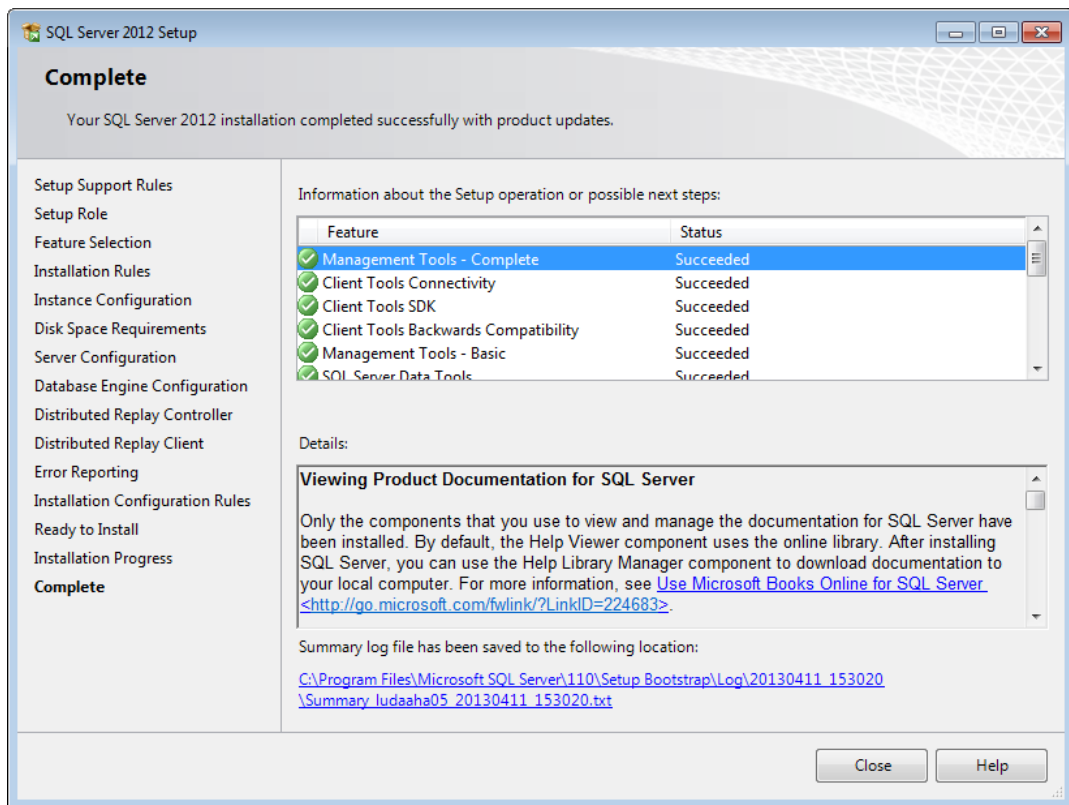 SQL Server 2012 Setup
Complete
Your SQL Server 2012 installation completed successfully with product updates.
Setup Support Rules
Setup Role
Feature Selection
Installation Rules
Instance Configuration
Disk Space Requirements
Server Configuration
Database Engine Configuration
Distributed Replay Controller
Distributed Replay Client
Error Reporting
Installation Configuration Rules
Ready to Install
Installation Progress
Complete
Information about the Setup operation or possible next steps:
Feature Status
Management Tools - Complete Succeeded
Client Tools Connectivity Succeeded
Client Tools SDK Succeeded
Client Tools Backwards Compatibility Succeeded
Management Tools - Basic Succeeded
SQL Server Data Tools Succeeded
Details:
Viewing Product Documentation for SQL Server
Only the components that you use to view and manage the documentation for SQL Server have
been installed. By default, the Help Viewer component uses the online library. After installing
SQL Server, you can use the Help Library Manager component to download documentation to
your local computer. For more information, see Use Microsoft Books Online for SQL Server
<http://go.microsoft.com/fwlink/?LinkID=224683>.
Summary log file has been saved to the following location:
C:\Program Files\Microsoft SQL Server\110\Setup Bootstrap\Log\20130411_153020
\Summary_ludaaha05_20130411_153020.txt
Close Help